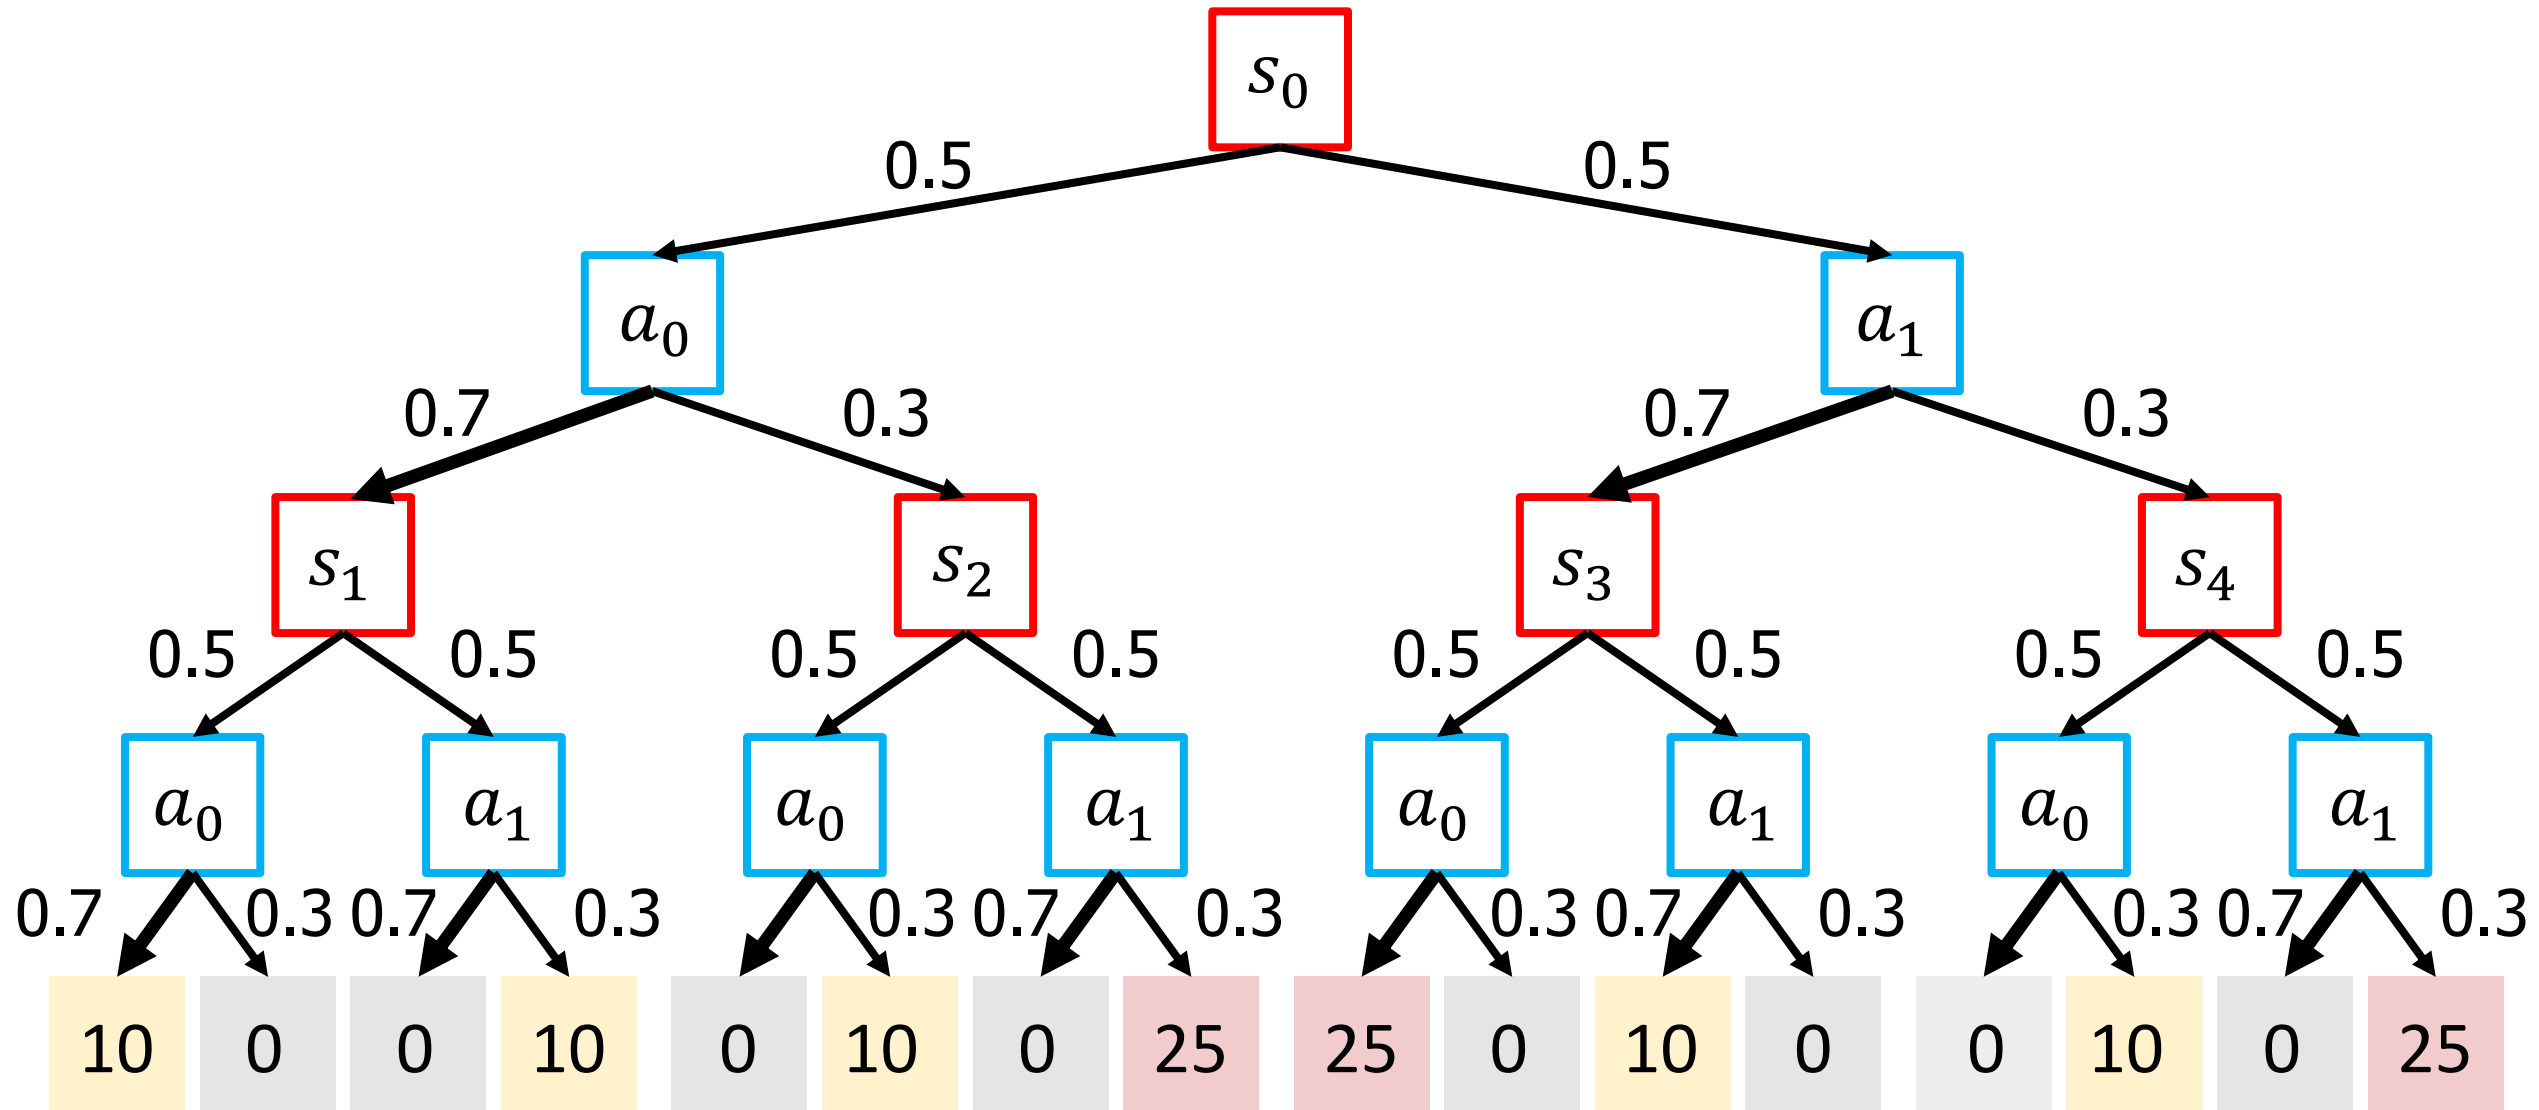 s₀
0.5 0.5
a₀ a₁
0.7 0.3 0.7 0.3
s₁ s₂ s₃ s₄
0.5 0.5 0.5 0.5 0.5 0.5 0.5 0.5
a₀ a₁ a₀ a₁ a₀ a₁ a₀ a₁
0.7 0.3 0.7 0.3 0.3 0.7 0.3 0.3 0.7 0.3 0.3 0.7 0.3
10 0 0 10 0 10 0 25 25 0 10 0 0 10 0 25